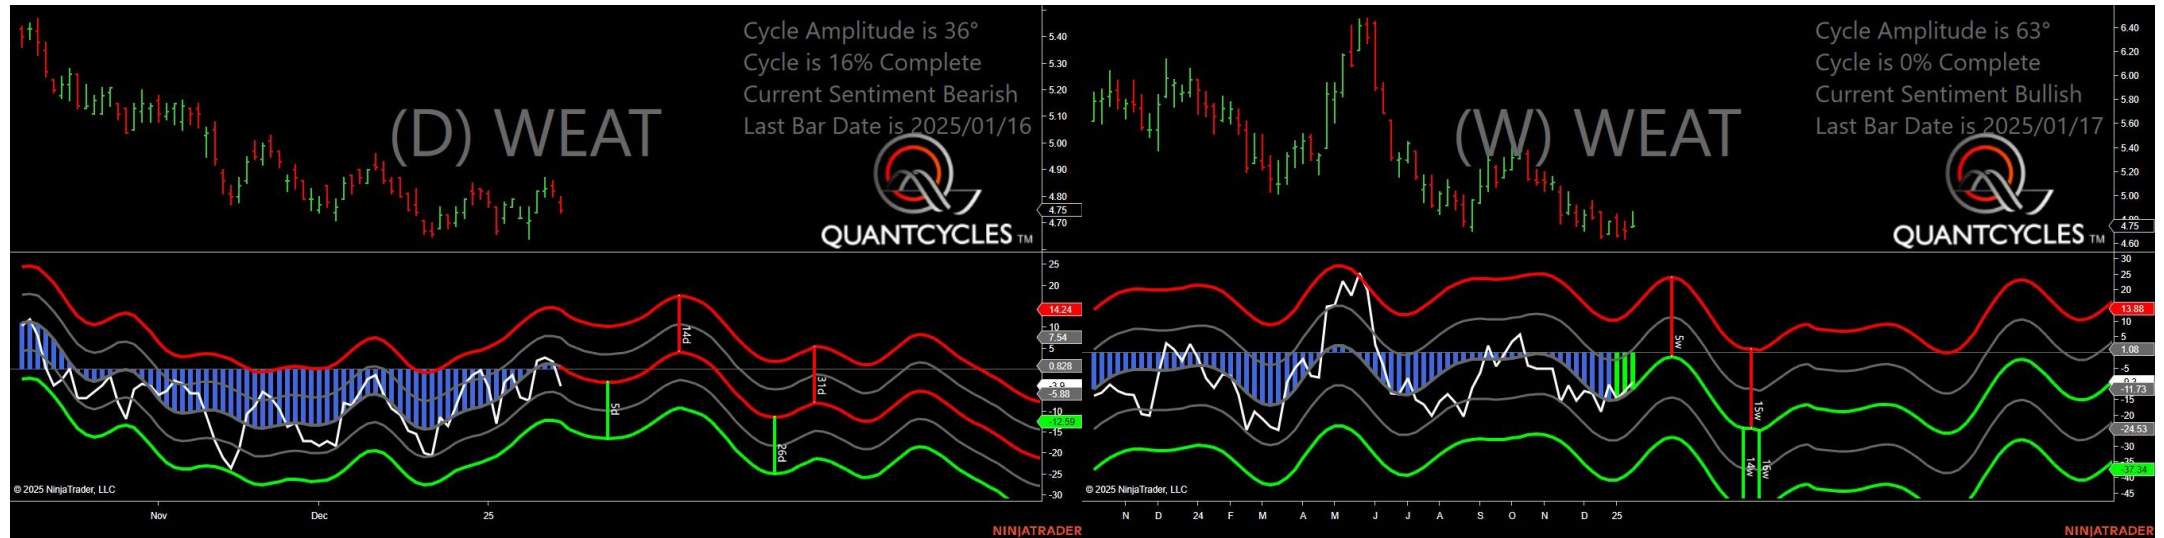 Cycle Amplitude is 36°
Cycle is 16% Complete
Current Sentiment Bearish
Last Bar Date is 2025/01/16
(D) WEAT
QUANTCYCLES TM
5.40
5.30
5.20
5.10
5.00
4.90
4.80
4.75
4.70
25
20
14.24
10
7.54
5
0.828
-3.9
-5.88
-10
-12.59
-15
-20
-25
-30
14d
31d
5d
26d
© 2025 NinjaTrader, LLC
Nov
Dec
25
NINJATRADER
Cycle Amplitude is 63°
Cycle is 0% Complete
Current Sentiment Bullish
Last Bar Date is 2025/01/17
(W) WEAT
QUANTCYCLES TM
6.40
6.20
6.00
5.80
5.60
5.40
5.20
5.00
4.80
4.75
4.60
30
25
20
13.88
10
5
1.08
-5
-11.73
-15
-20
-24.53
-30
-37.34
-40
-45
5w
15w
14w
16w
© 2025 NinjaTrader, LLC
N
D
24
F
M
A
M
J
J
A
S
O
N
D
25
NINJATRADER